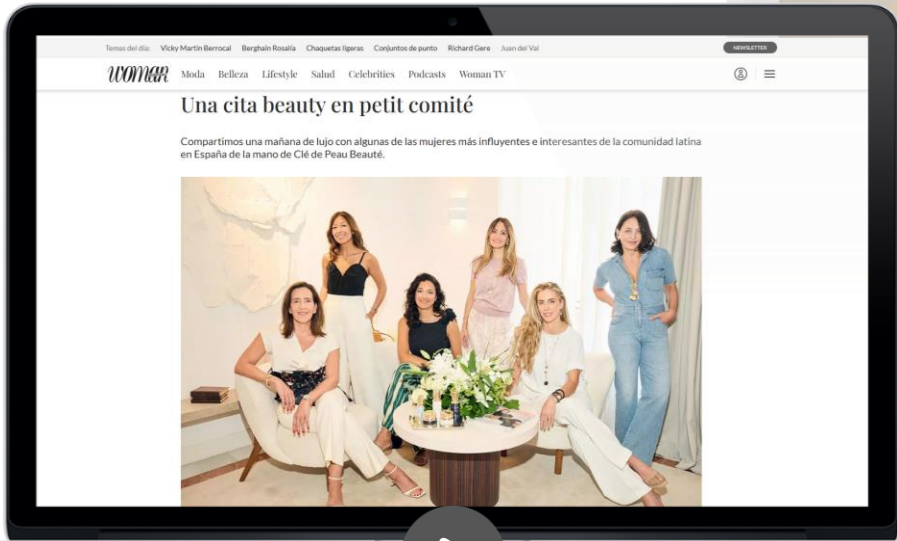 Temas del día: Vicky Martín Berrocal Berghain Rosalía Chaquetas ligeras Conjuntos de punto Richard Gere Juan del Val NEWSLETTER
WOMAN Moda Belleza Lifestyle Salud Celebrities Podcasts Woman TV
Una cita beauty en petit comité
Compartimos una mañana de lujo con algunas de las mujeres más influyentes e interesantes de la comunidad latina
en España de la mano de Clé de Peau Beauté.